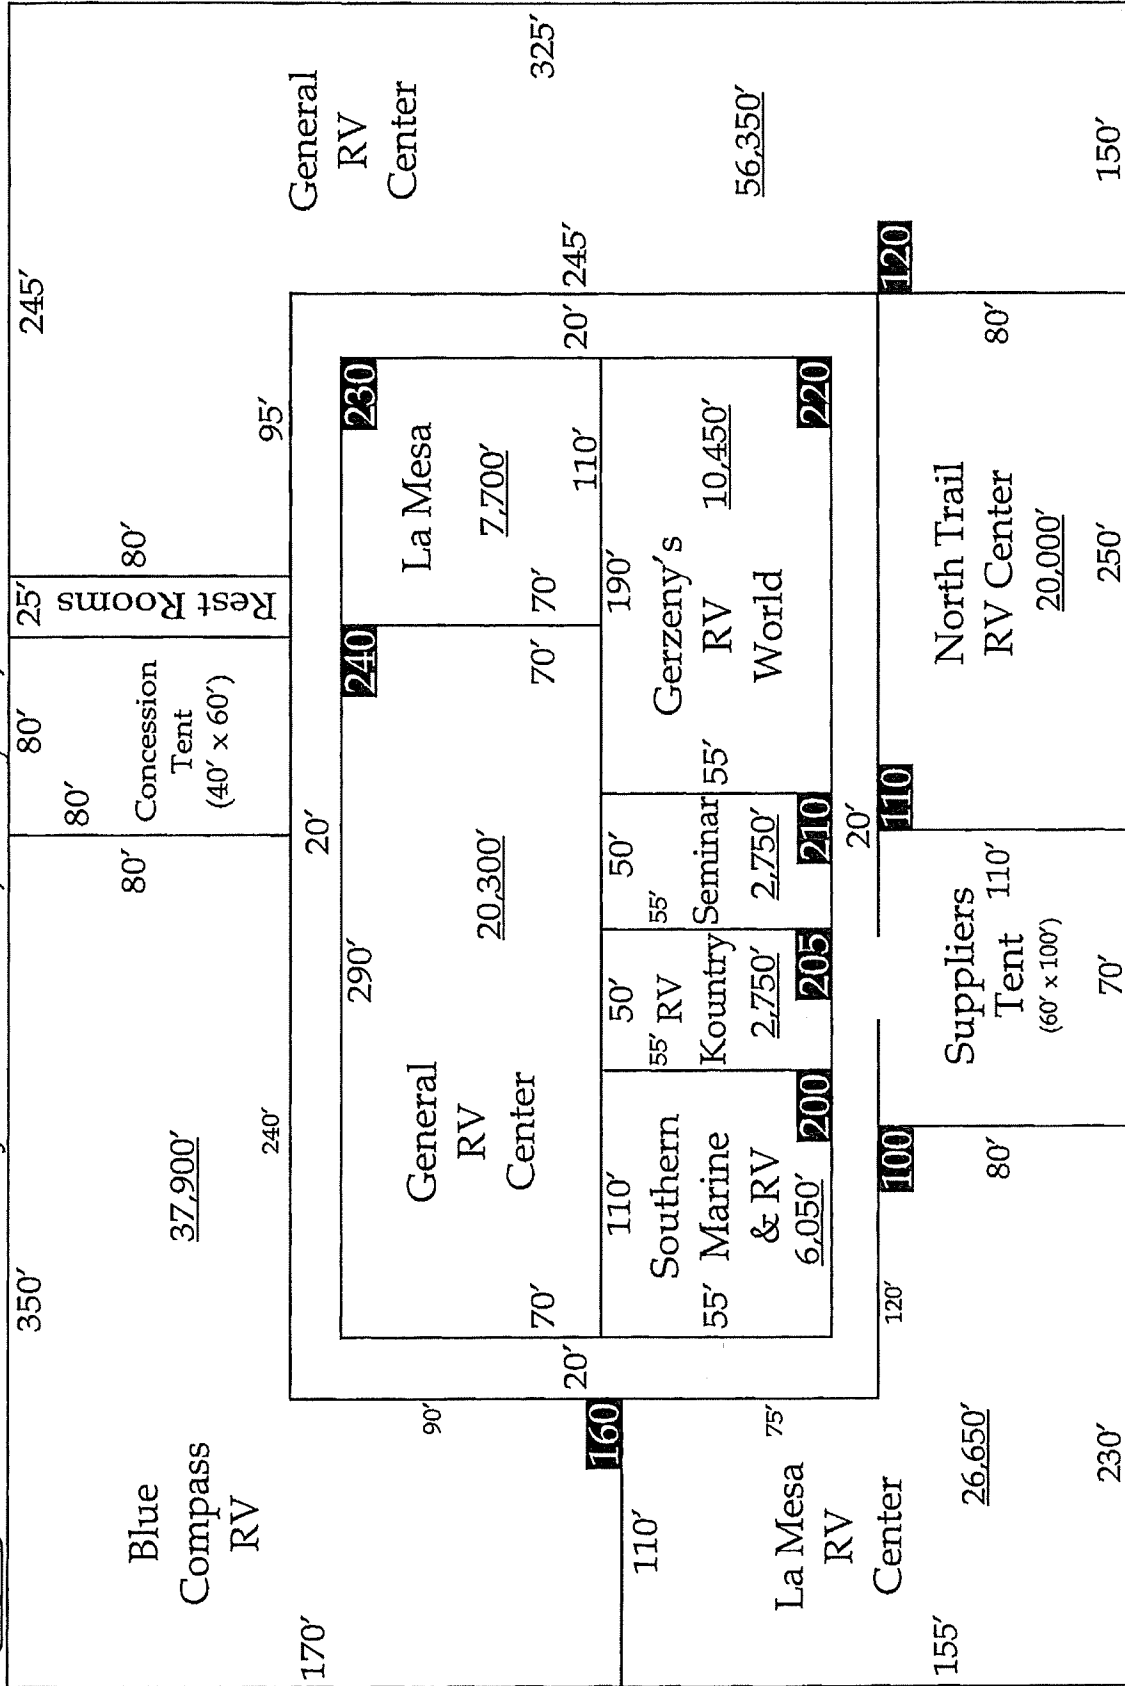 350′
80′
25′
245′
Blue
Compass
RV
37,900′
170′
240′
90′
80′
80′
Concession
Tent
(40′ x 60′)
Rest Rooms
80′
95′
General
RV
Center
325′
56,350′
245′
150′
20′
20′
20′
20′
290′
240
General
RV
Center
20,300′
70′
70′
230
La Mesa
7,700′
70′
110′
110′
Southern
55′ Marine
& RV
6,050′
200
50′
55′ RV
Kountry
2,750′
205
50′
55′
Seminar
2,750′
210
190′
Gerzeny's
RV
World
55′
10,450′
220
160
110′
75′
La Mesa
RV
Center
155′
26,650′
230′
120′
100
80′
Suppliers
Tent
110′
(60′ x 100′)
70′
110
120
North Trail
RV Center
20,000′
80′
250′